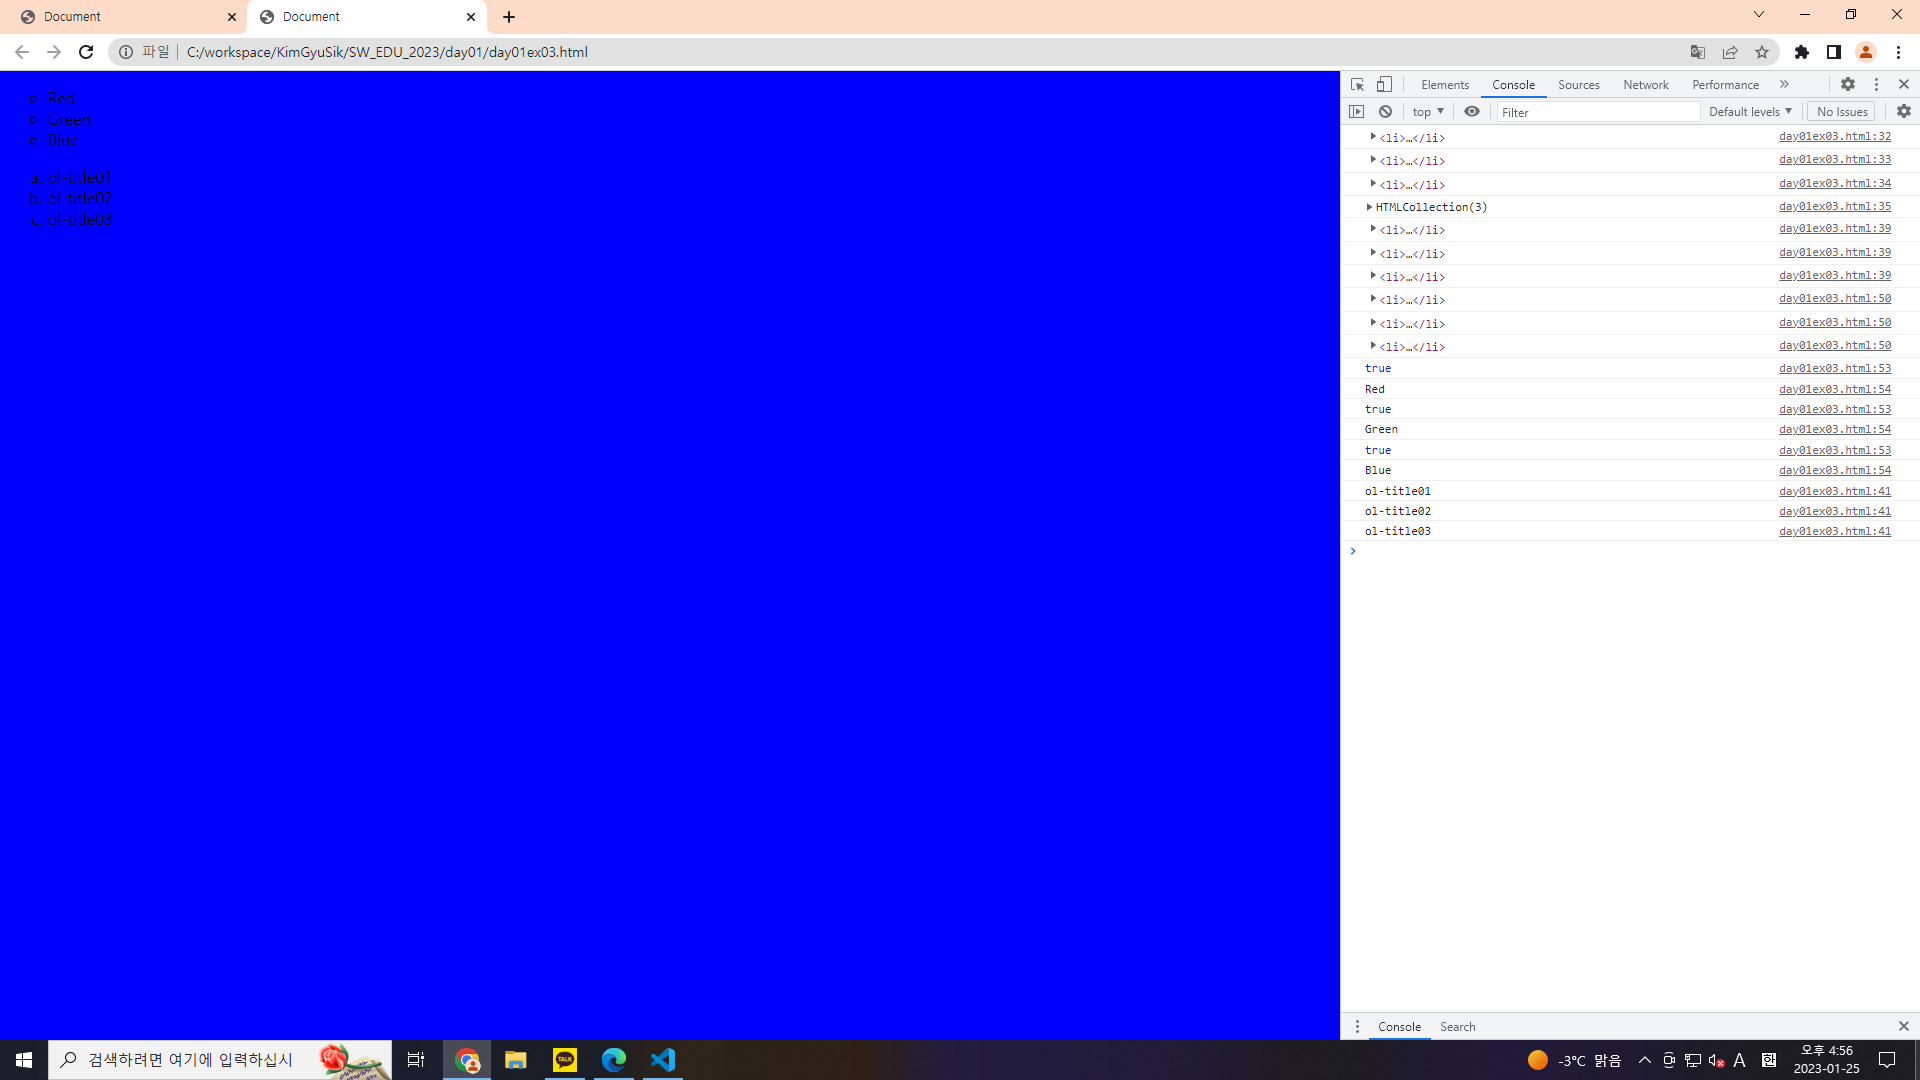 Document
Document
파일
C:/workspace/KimGyuSik/SW_EDU_2023/day01/day01ex03.html
Red
Green
Blue
a. ol-title01
b. ol-title02
c. ol-title03
Elements Console Sources Network Performance »
top ▼ Filter Default levels ▼ No Issues
<li>…</li> day01ex03.html:32
<li>…</li> day01ex03.html:33
<li>…</li> day01ex03.html:34
HTMLCollection(3) day01ex03.html:35
<li>…</li> day01ex03.html:39
<li>…</li> day01ex03.html:39
<li>…</li> day01ex03.html:39
<li>…</li> day01ex03.html:50
<li>…</li> day01ex03.html:50
<li>…</li> day01ex03.html:50
true day01ex03.html:53
Red day01ex03.html:54
true day01ex03.html:53
Green day01ex03.html:54
true day01ex03.html:53
Blue day01ex03.html:54
ol-title01 day01ex03.html:41
ol-title02 day01ex03.html:41
ol-title03 day01ex03.html:41
Console Search
검색하려면 여기에 입력하십시
TALK
-3°C 맑음
A
오후 4:56
2023-01-25